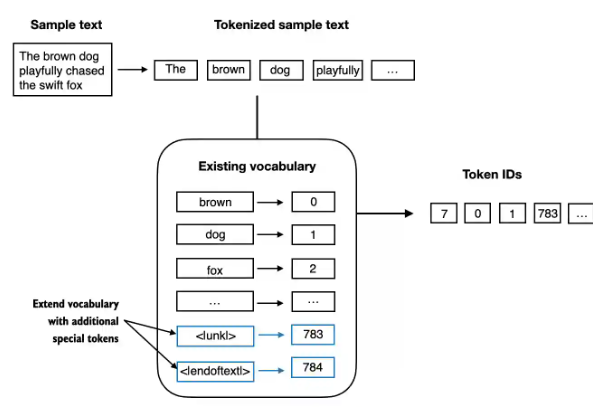 Sample text
Tokenized sample text
The brown dog
playfully chased
the swift fox
The brown dog playfully ...
Existing vocabulary
Token IDs
brown 0
7 0 1 783 ...
dog 1
fox 2
... ...
Extend vocabulary
with additional
special tokens
<|unk|> 783
<|endoftext|> 784